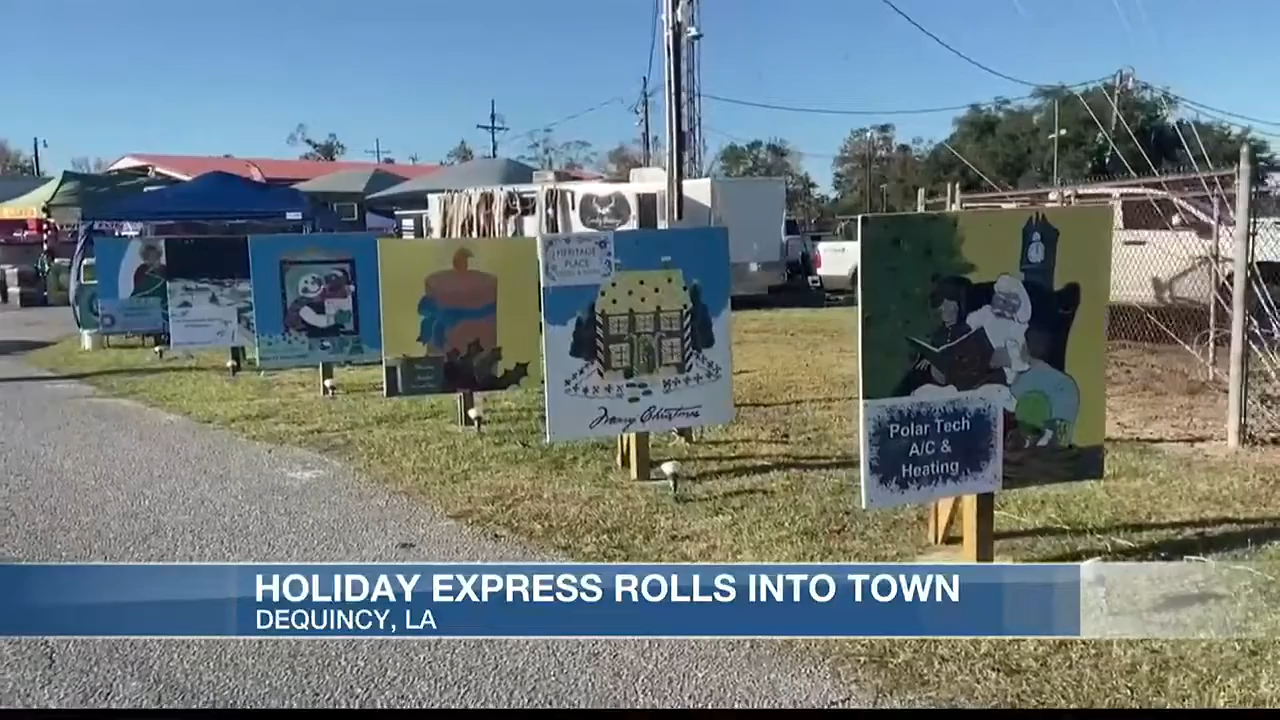 HERITAGE
PLACE
Merry Christmas
Polar Tech
A/C &
Heating
HOLIDAY EXPRESS ROLLS INTO TOWN
DEQUINCY, LA